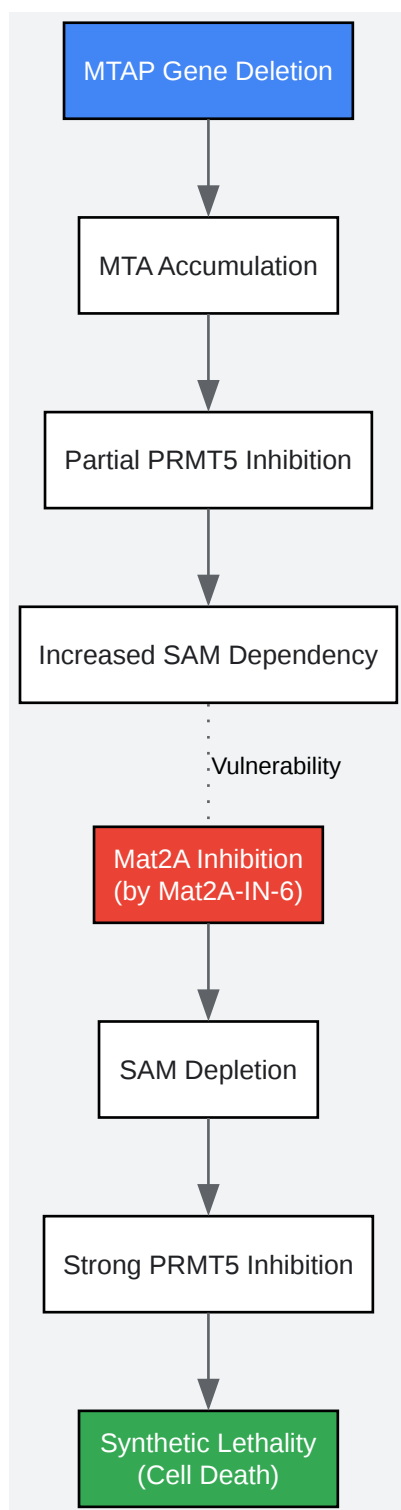 MTAP Gene Deletion
MTA Accumulation
Partial PRMT5 Inhibition
Increased SAM Dependency
Vulnerability
Mat2A Inhibition
(by Mat2A-IN-6)
SAM Depletion
Strong PRMT5 Inhibition
Synthetic Lethality
(Cell Death)